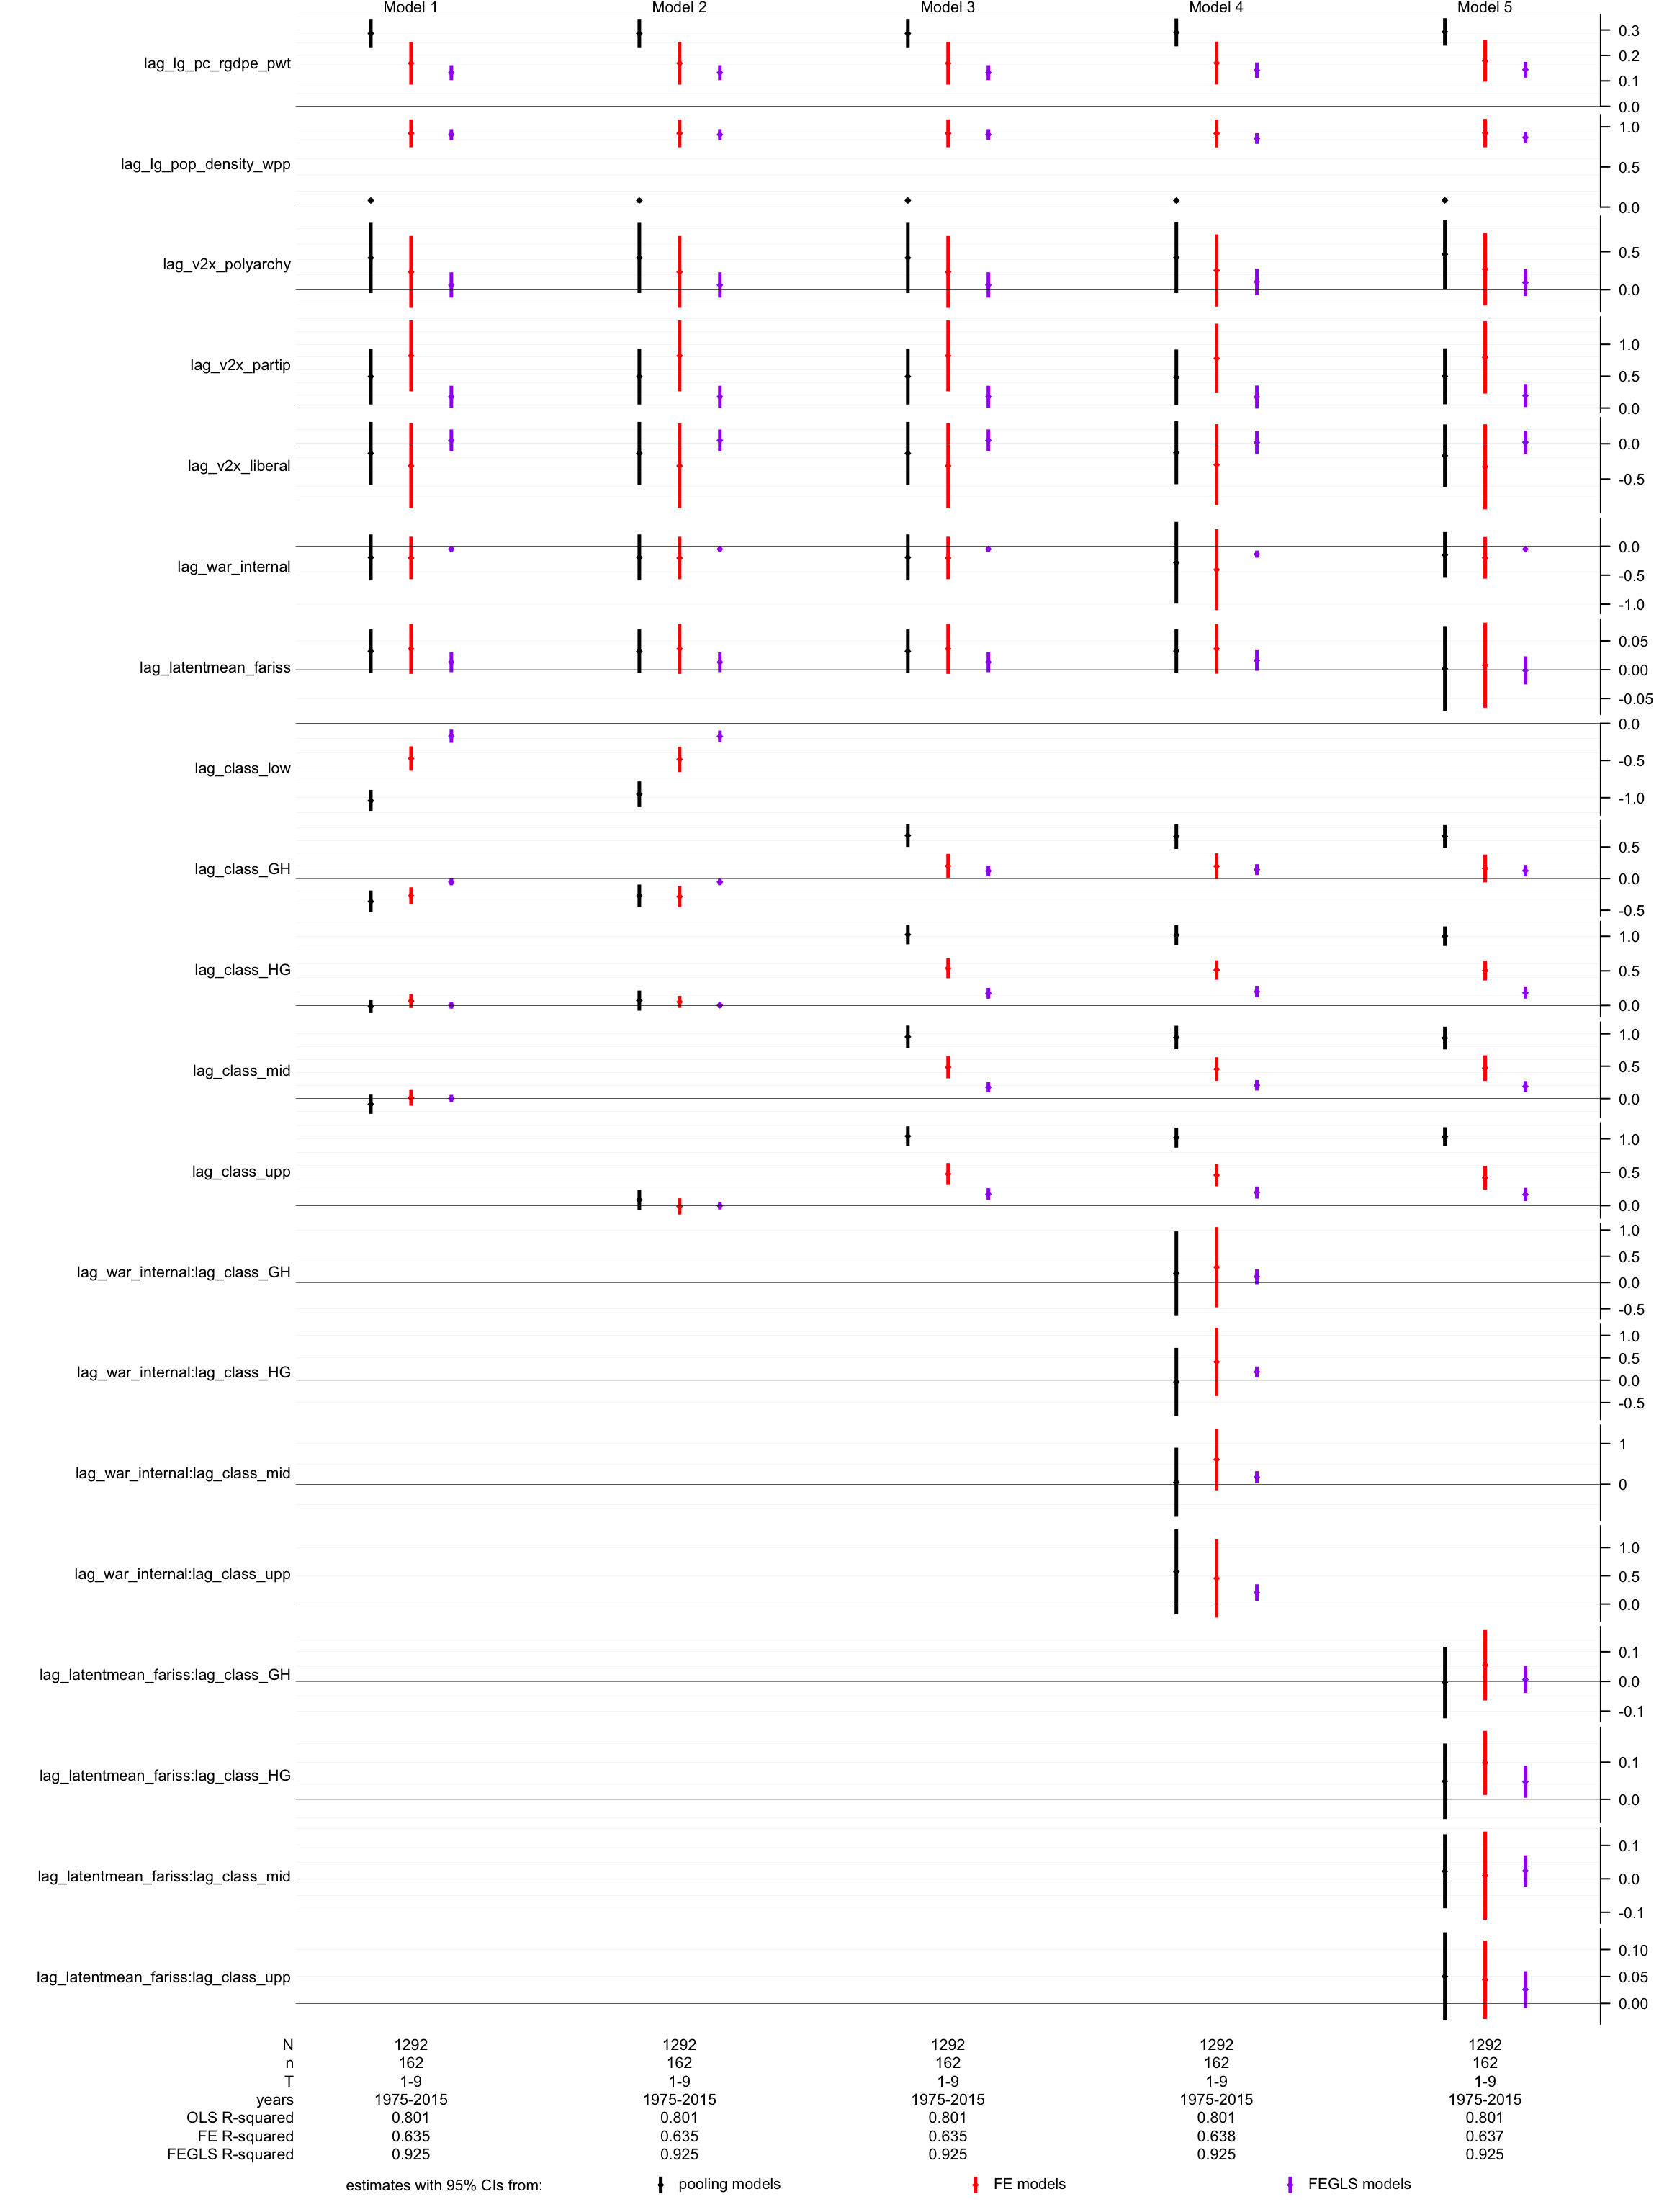 Model 1 Model 2 Model 3 Model 4 Model 5
lag_lg_pc_rgdpe_pwt
0.3
0.2
0.1
0.0
lag_lg_pop_density_wpp
1.0
0.5
0.0
lag_v2x_polyarchy
0.5
0.0
lag_v2x_partip
1.0
0.5
0.0
lag_v2x_liberal
0.0
-0.5
lag_war_internal
0.0
-0.5
-1.0
lag_latentmean_fariss
0.05
0.00
-0.05
lag_class_low
0.0
-0.5
-1.0
lag_class_GH
0.5
0.0
-0.5
lag_class_HG
1.0
0.5
0.0
lag_class_mid
1.0
0.5
0.0
lag_class_upp
1.0
0.5
0.0
lag_war_internal:lag_class_GH
1.0
0.5
0.0
-0.5
lag_war_internal:lag_class_HG
1.0
0.5
0.0
-0.5
lag_war_internal:lag_class_mid
1
0
lag_war_internal:lag_class_upp
1.0
0.5
0.0
lag_latentmean_fariss:lag_class_GH
0.1
0.0
-0.1
lag_latentmean_fariss:lag_class_HG
0.1
0.0
lag_latentmean_fariss:lag_class_mid
0.1
0.0
-0.1
lag_latentmean_fariss:lag_class_upp
0.10
0.05
0.00
N 1292 1292 1292 1292 1292
n 162 162 162 162 162
T 1-9 1-9 1-9 1-9 1-9
years 1975-2015 1975-2015 1975-2015 1975-2015 1975-2015
OLS R-squared 0.801 0.801 0.801 0.801 0.801
FE R-squared 0.635 0.635 0.635 0.638 0.637
FEGLS R-squared 0.925 0.925 0.925 0.925 0.925
estimates with 95% CIs from: pooling models FE models FEGLS models